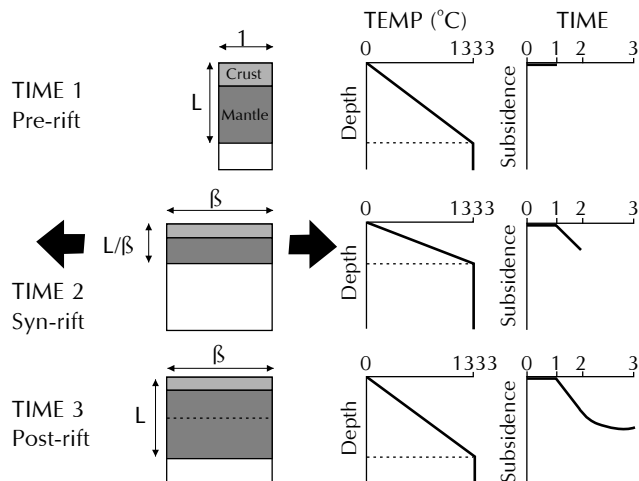 TEMP (°C)
TIME
1
0
1333
0
1
2
3
TIME 1
Pre-rift
L
Crust
Mantle
Depth
Subsidence
ß
0
1333
0
1
2
3
L/ß
TIME 2
Syn-rift
Depth
Subsidence
ß
0
1333
0
1
2
3
TIME 3
Post-rift
L
Depth
Subsidence